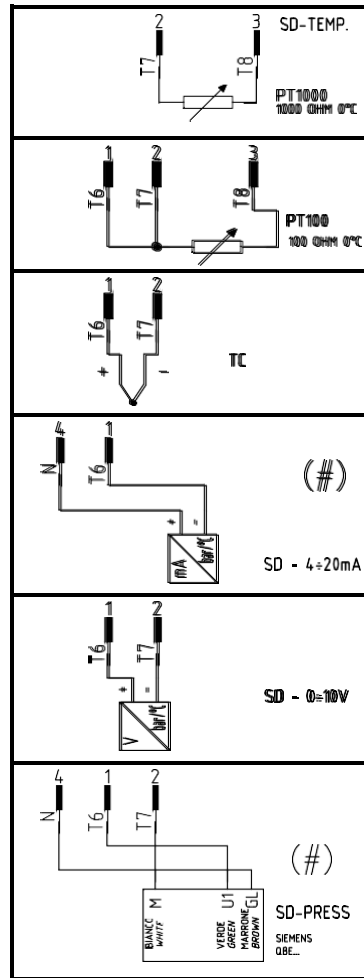 2 3 SD-TEMP.
T7 T8
PT1000
1000 OHM 0°C
1 2 3
T6 T7 T8
PT100
100 OHM 0°C
1 2
T6 T7
+ -
TC
4 1
N T6
(#)
+ =
mA bar/°C
SD - 4÷20mA
1 2
T6 T7
+ =
V bar/°C
SD - 0÷10V
4 1 2
N T6 T7
(#)
M U1 GL
BIANCO VERDE MARRONE
WHITE GREEN BROWN
SD-PRESS
SIEMENS
QBE...